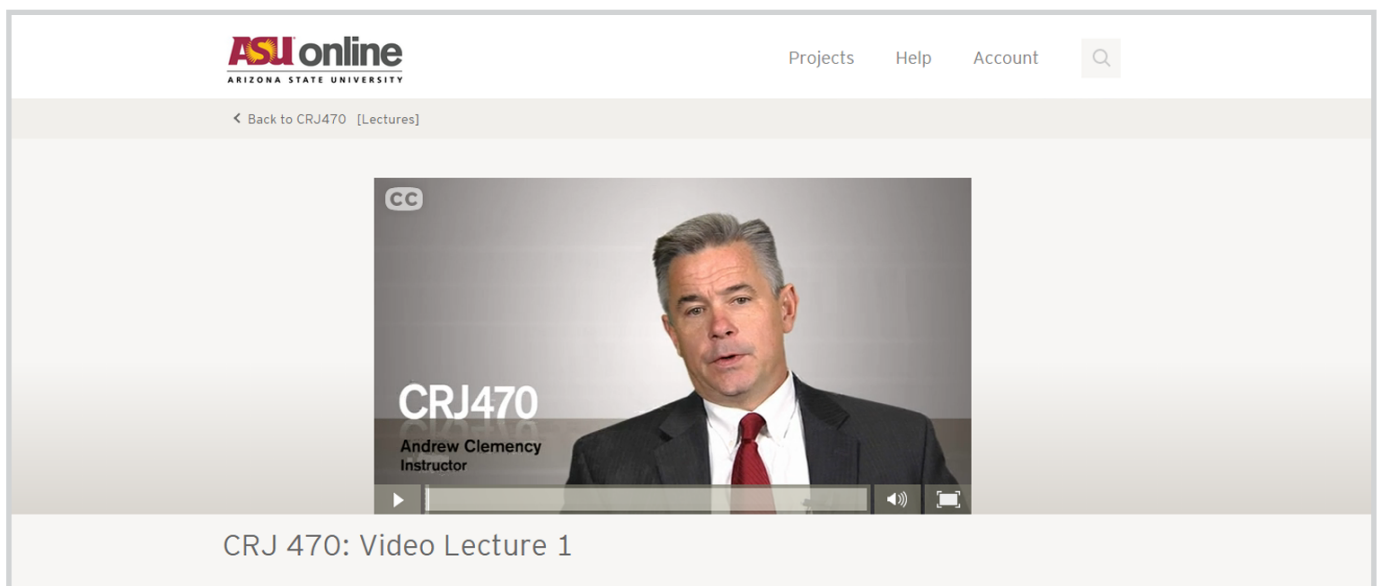 ASU online
ARIZONA STATE UNIVERSITY
Projects Help Account
Back to CRJ470 [Lectures]
CC
CRJ470
Andrew Clemency
Instructor
CRJ 470: Video Lecture 1